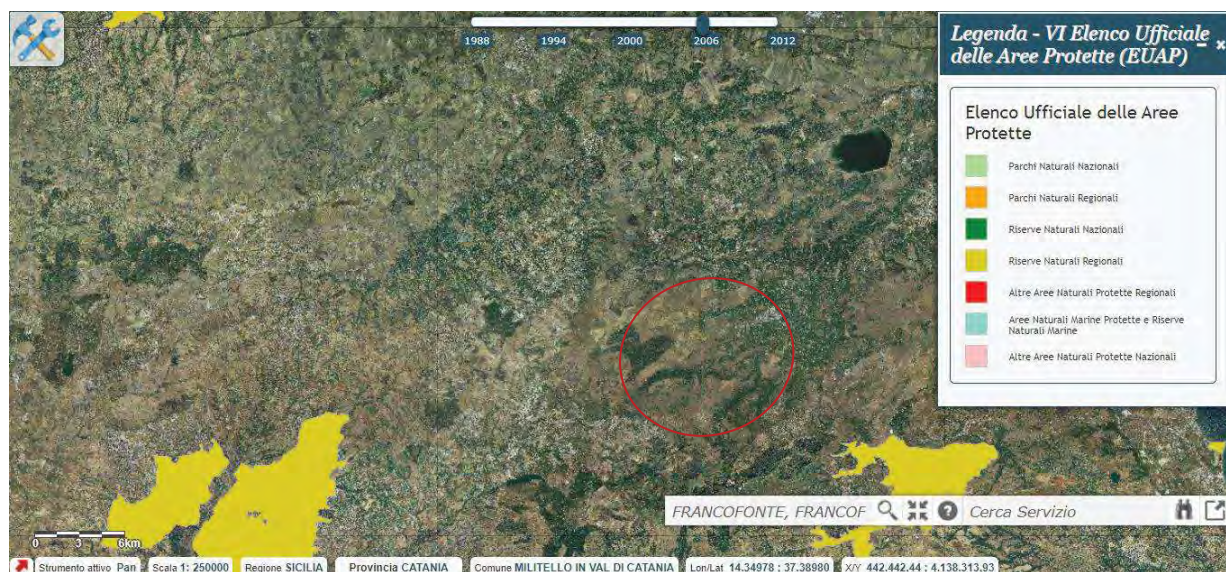 1988 1994 2000 2006 2012
Legenda - VI Elenco Ufficiale
delle Aree Protette (EUAP)
Elenco Ufficiale delle Aree
Protette
Parchi Naturali Nazionali
Parchi Naturali Regionali
Riserve Naturali Nazionali
Riserve Naturali Regionali
Altre Aree Naturali Protette Regionali
Aree Naturali Marine Protette e Riserve
Naturali Marine
Altre Aree Naturali Protette Nazionali
FRANCOFONTE, FRANCOF
Cerca Servizio
0 3 6km
Strumento attivo Pan Scala 1: 250000 Regione SICILIA Provincia CATANIA Comune MILITELLO IN VAL DI CATANIA Lon/Lat 14.34978 : 37.38980 X/Y 442.442,44 : 4.138.313,93